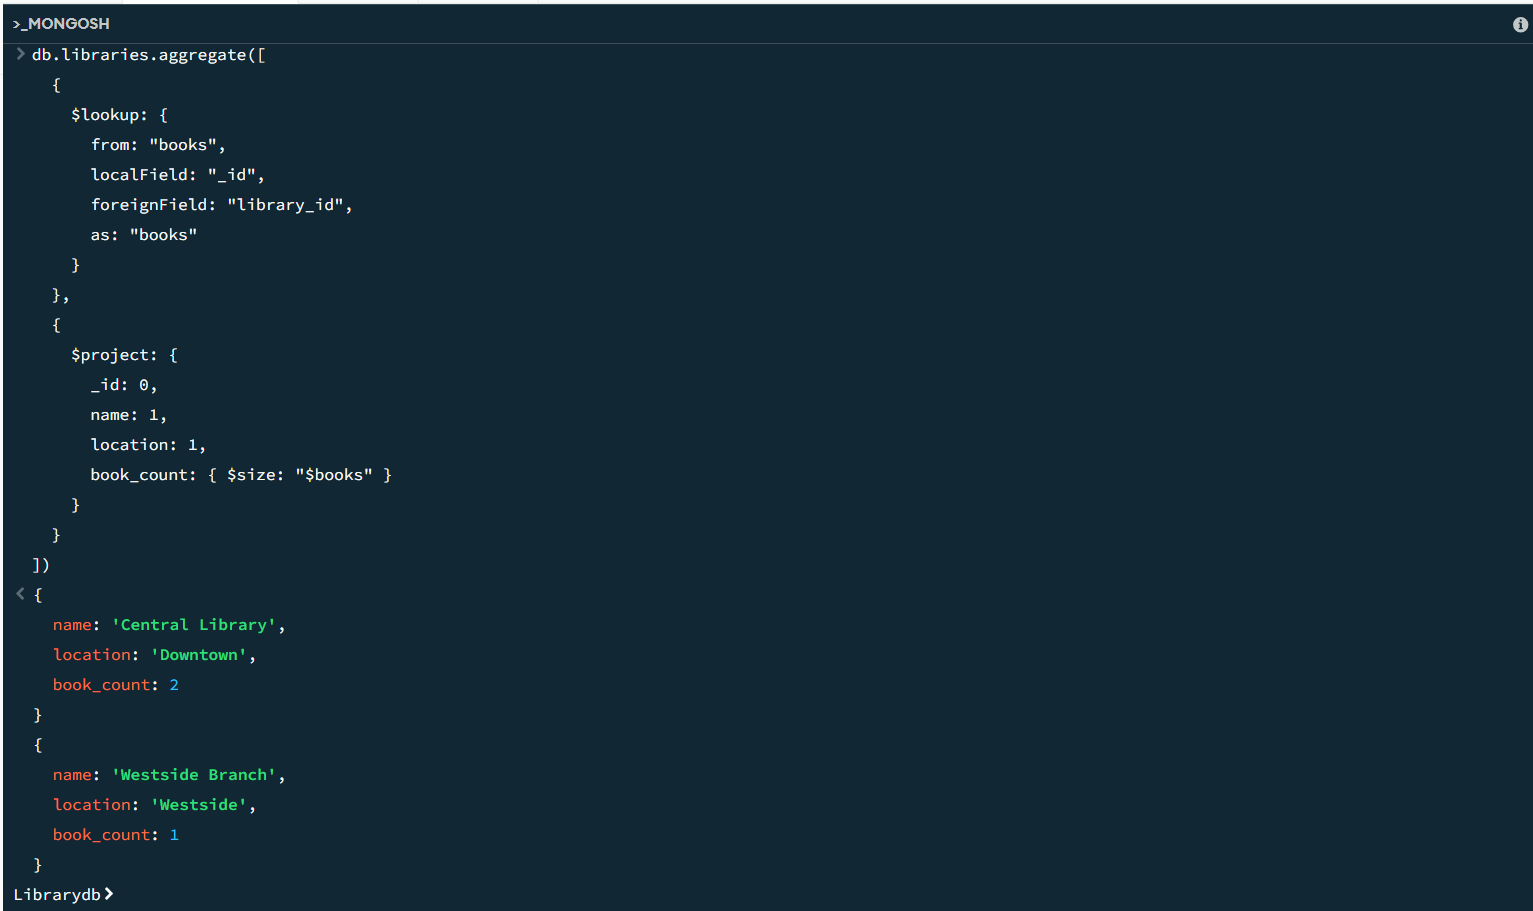 >_MONGOSH
> db.libraries.aggregate([
{
$lookup: {
from: "books",
localField: "_id",
foreignField: "library_id",
as: "books"
}
},
{
$project: {
_id: 0,
name: 1,
location: 1,
book_count: { $size: "$books" }
}
}
])
< {
name: 'Central Library',
location: 'Downtown',
book_count: 2
}
{
name: 'Westside Branch',
location: 'Westside',
book_count: 1
}
Librarydb>